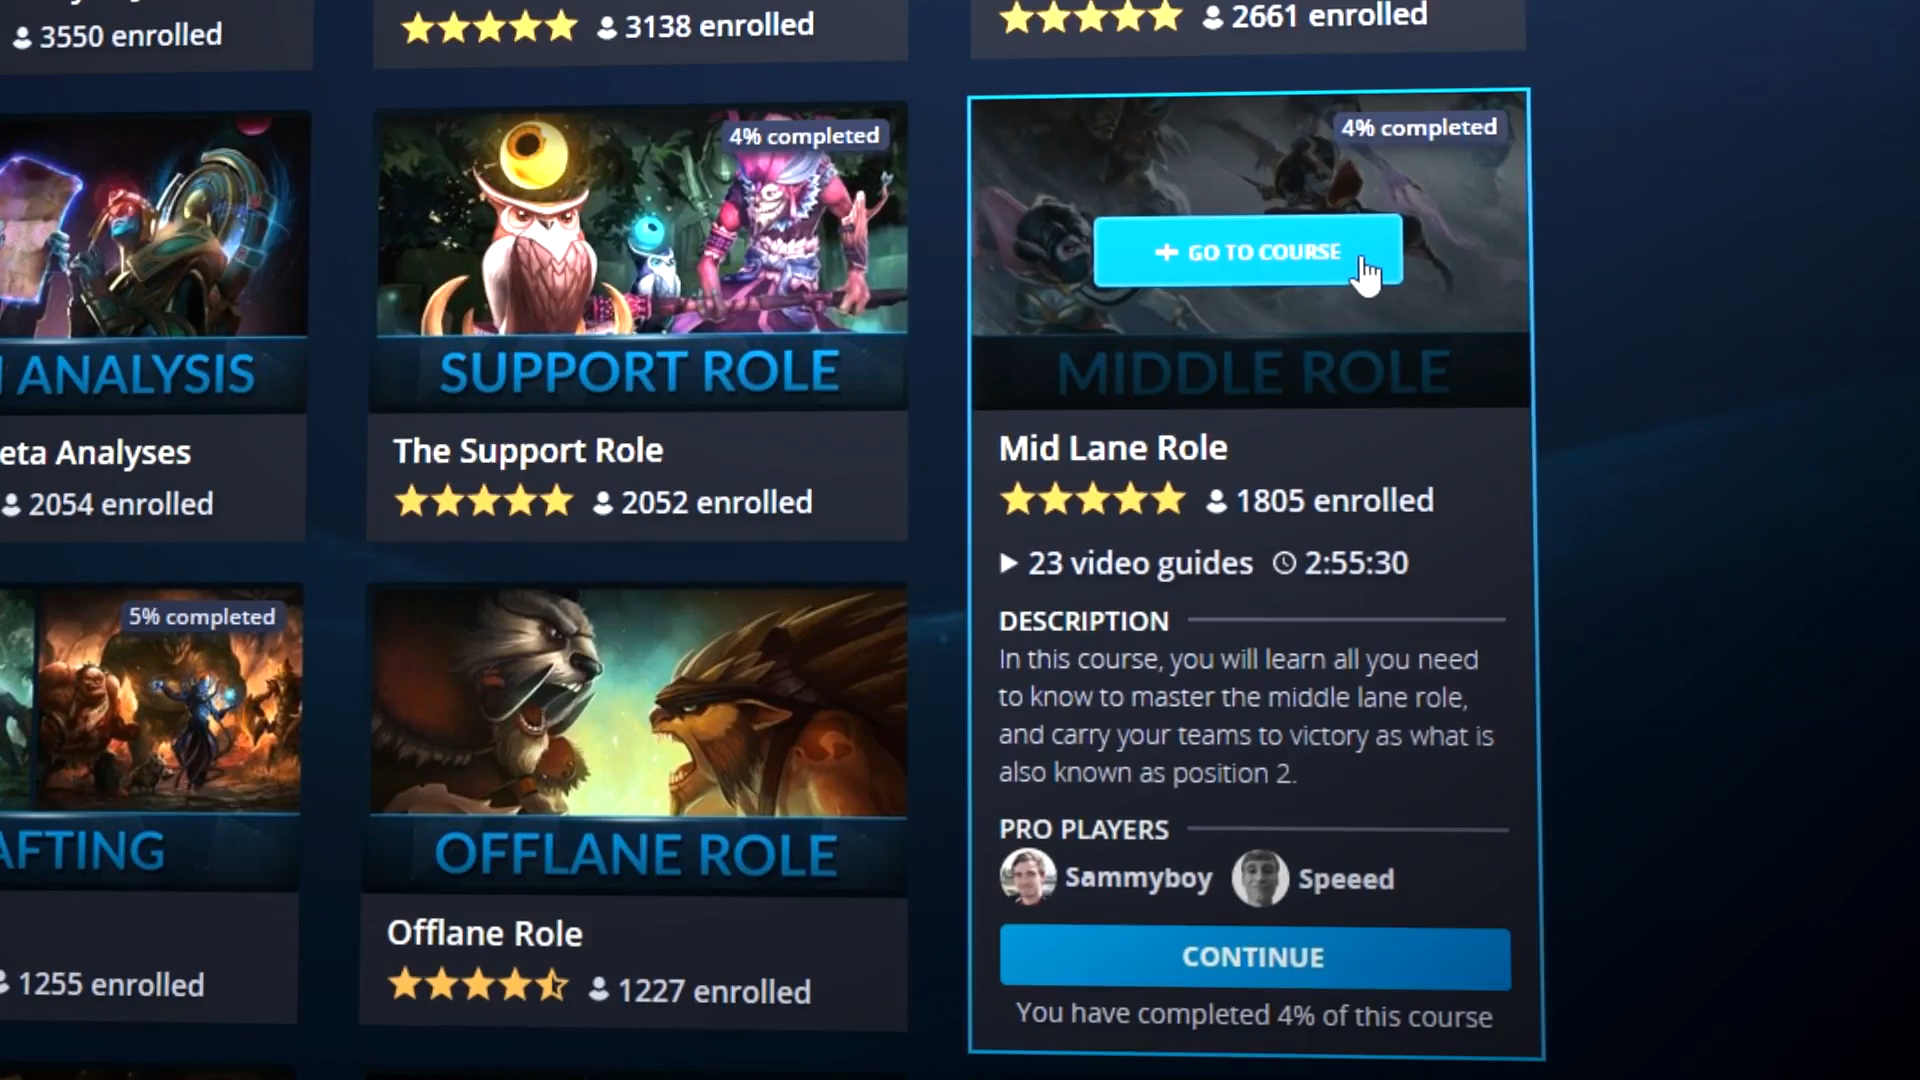 3550 enrolled
3138 enrolled
2661 enrolled
4% completed
4% completed
GO TO COURSE
ANALYSIS
SUPPORT ROLE
MIDDLE ROLE
Analyses
2054 enrolled
The Support Role
2052 enrolled
Mid Lane Role
1805 enrolled
23 video guides 2:55:30
DESCRIPTION
In this course, you will learn all you need
to know to master the middle lane role,
and carry your teams to victory as what is
also known as position 2.
PRO PLAYERS
Sammyboy Speeed
CONTINUE
You have completed 4% of this course
5% completed
AFTING
OFFLANE ROLE
1255 enrolled
Offlane Role
1227 enrolled